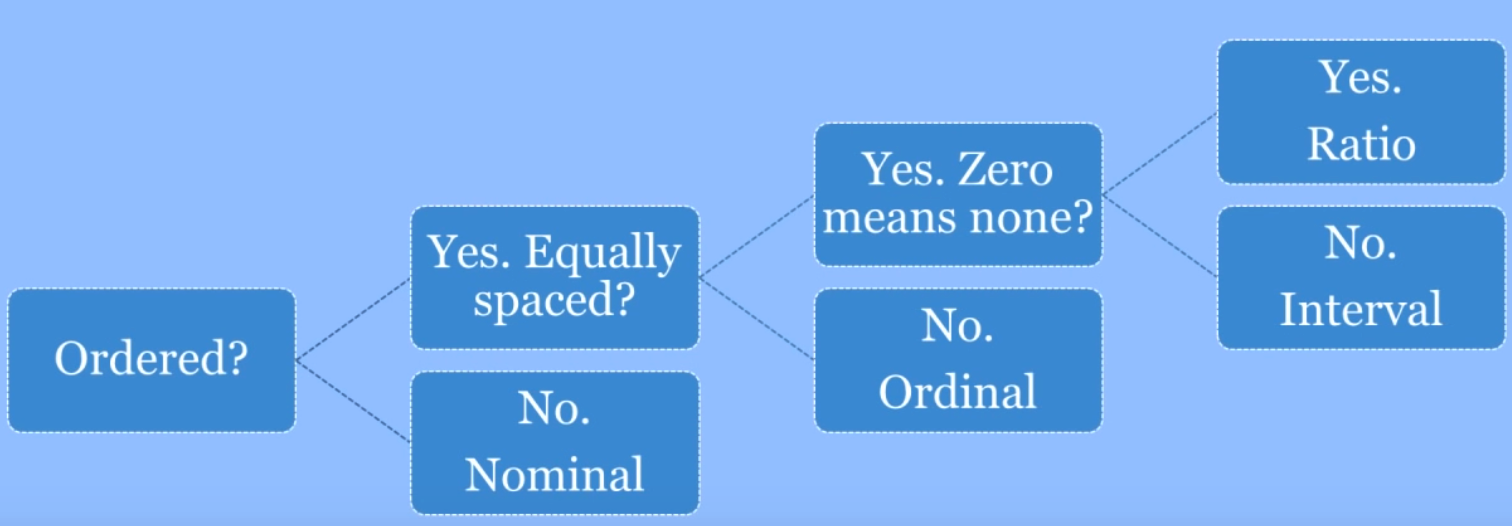 Ordered?
Yes. Equally
spaced?
No.
Nominal
Yes. Zero
means none?
No.
Ordinal
Yes.
Ratio
No.
Interval